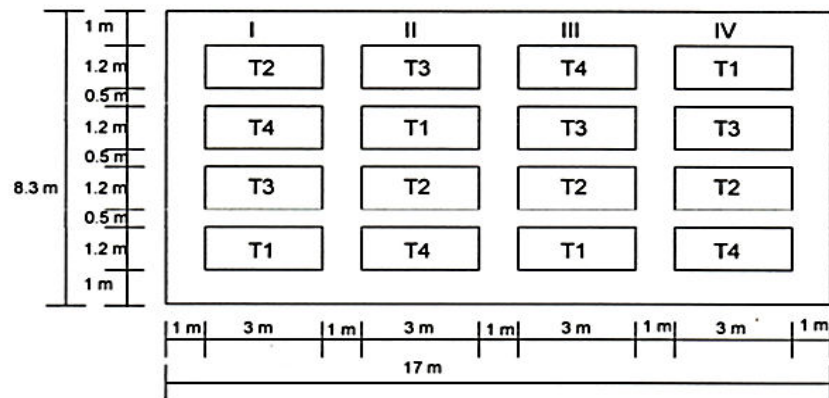 1 m I II III IV
1.2 m T2 T3 T4 T1
0.5 m
1.2 m T4 T1 T3 T3
0.5 m
8.3 m 1.2 m T3 T2 T2 T2
0.5 m
1.2 m T1 T4 T1 T4
1 m
1 m 3 m 1 m 3 m 1 m 3 m 1 m 3 m 1 m
17 m